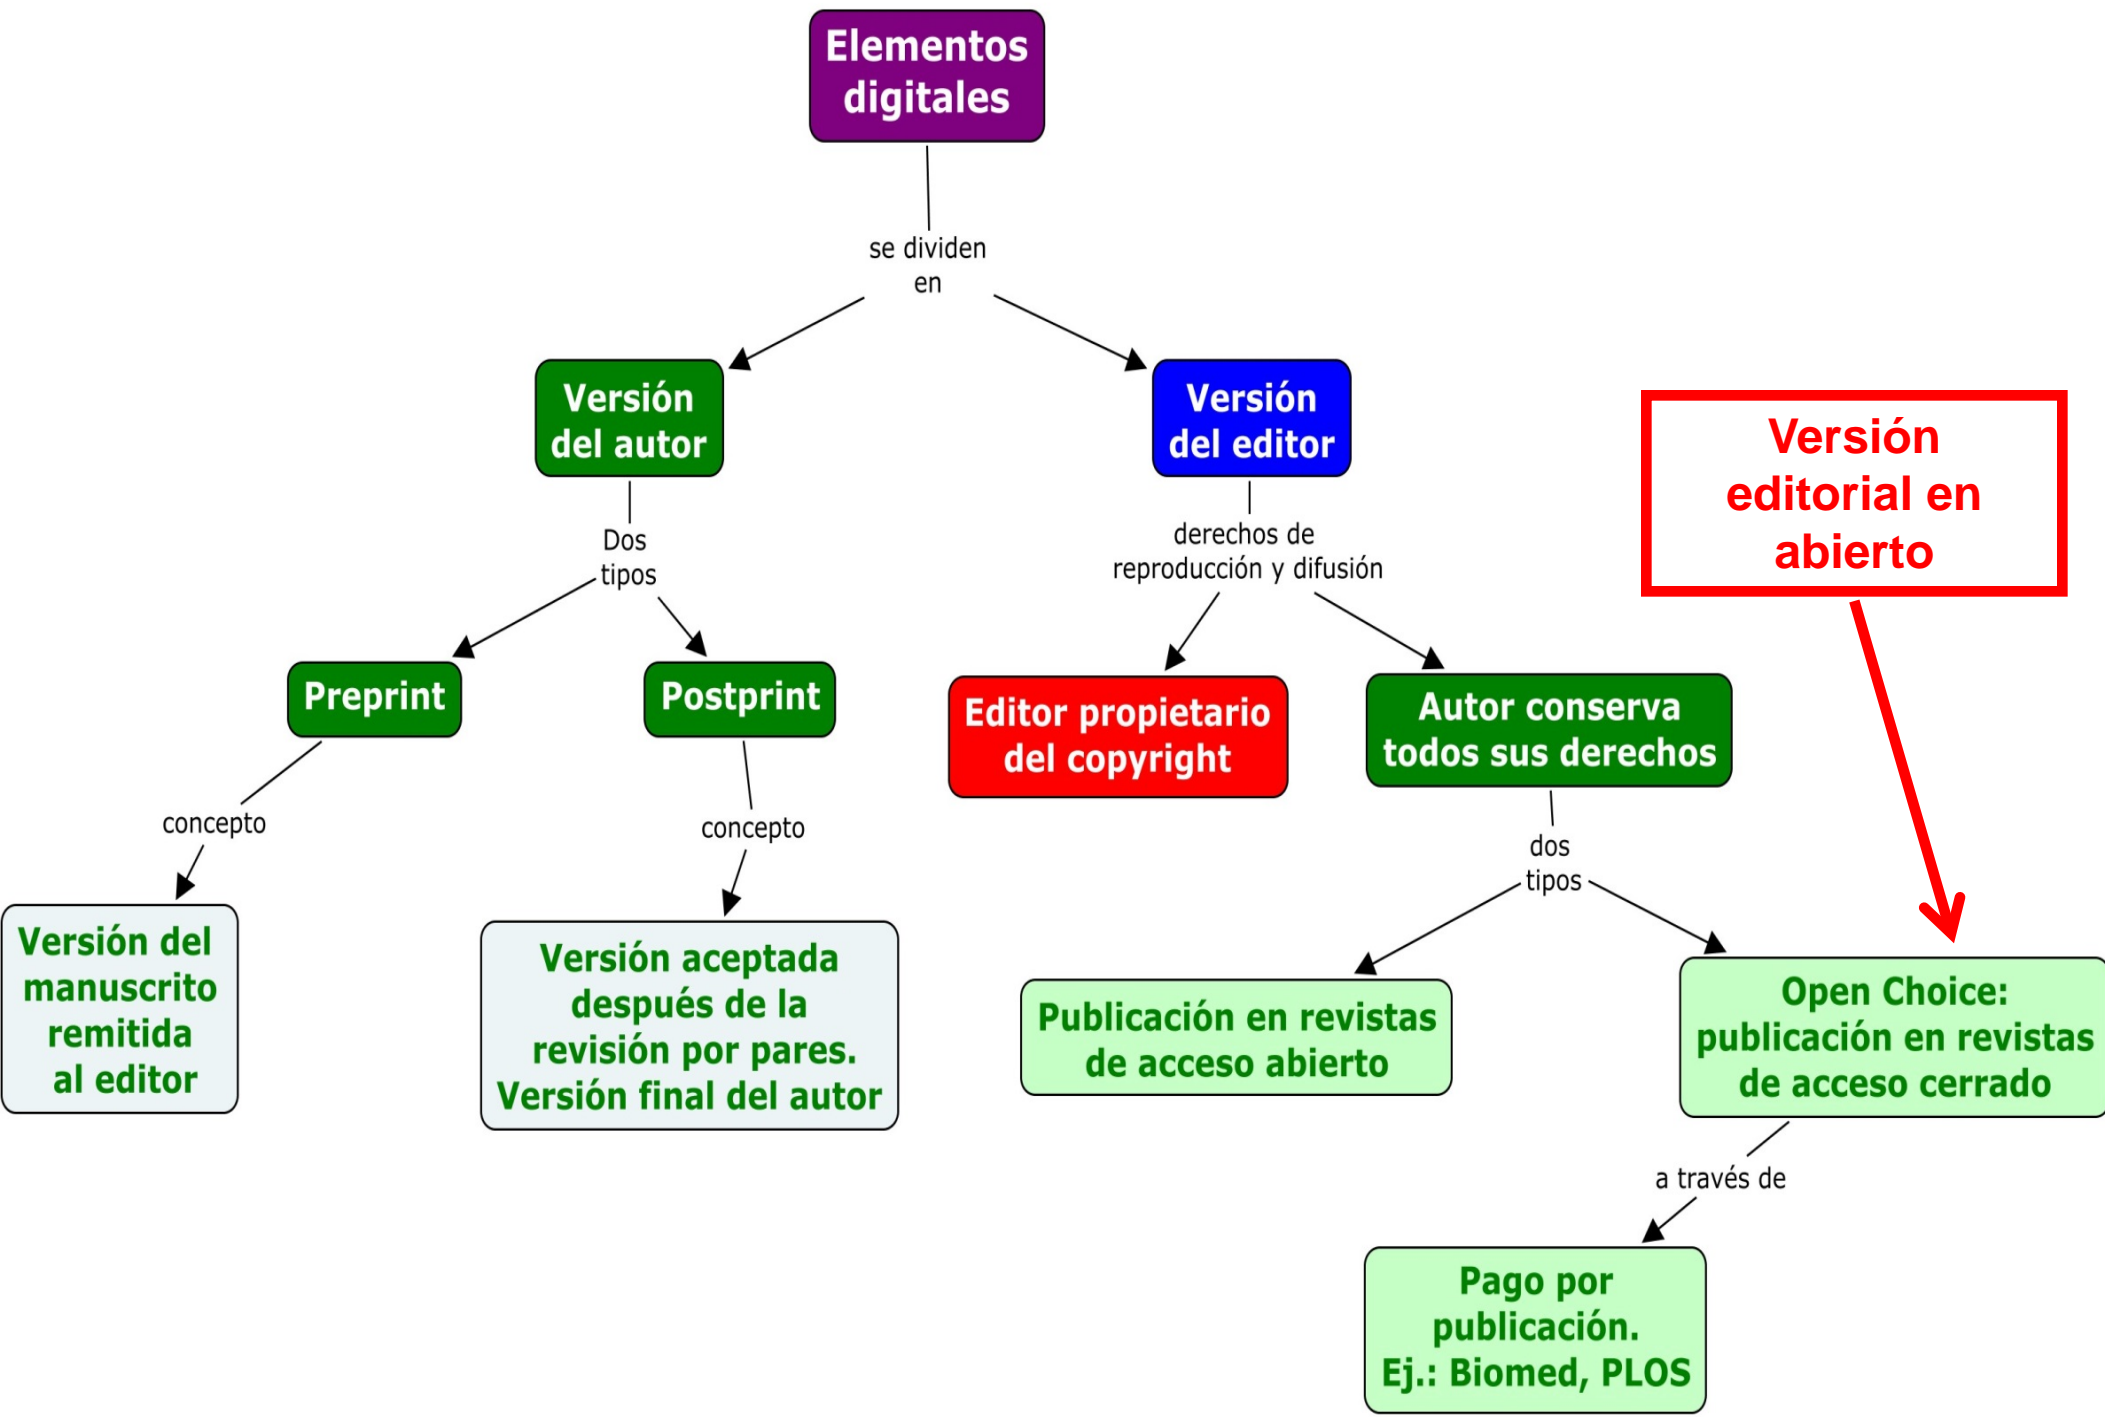 Elementos
digitales
se dividen
en
Versión
del autor
Versión
del editor
Versión
editorial en
abierto
Dos
tipos
derechos de
reproducción y difusión
Preprint
Postprint
Editor propietario
del copyright
Autor conserva
todos sus derechos
concepto
concepto
dos
tipos
Versión del
manuscrito
remitida
al editor
Versión aceptada
después de la
revisión por pares.
Versión final del autor
Publicación en revistas
de acceso abierto
Open Choice:
publicación en revistas
de acceso cerrado
a través de
Pago por
publicación.
Ej.: Biomed, PLOS